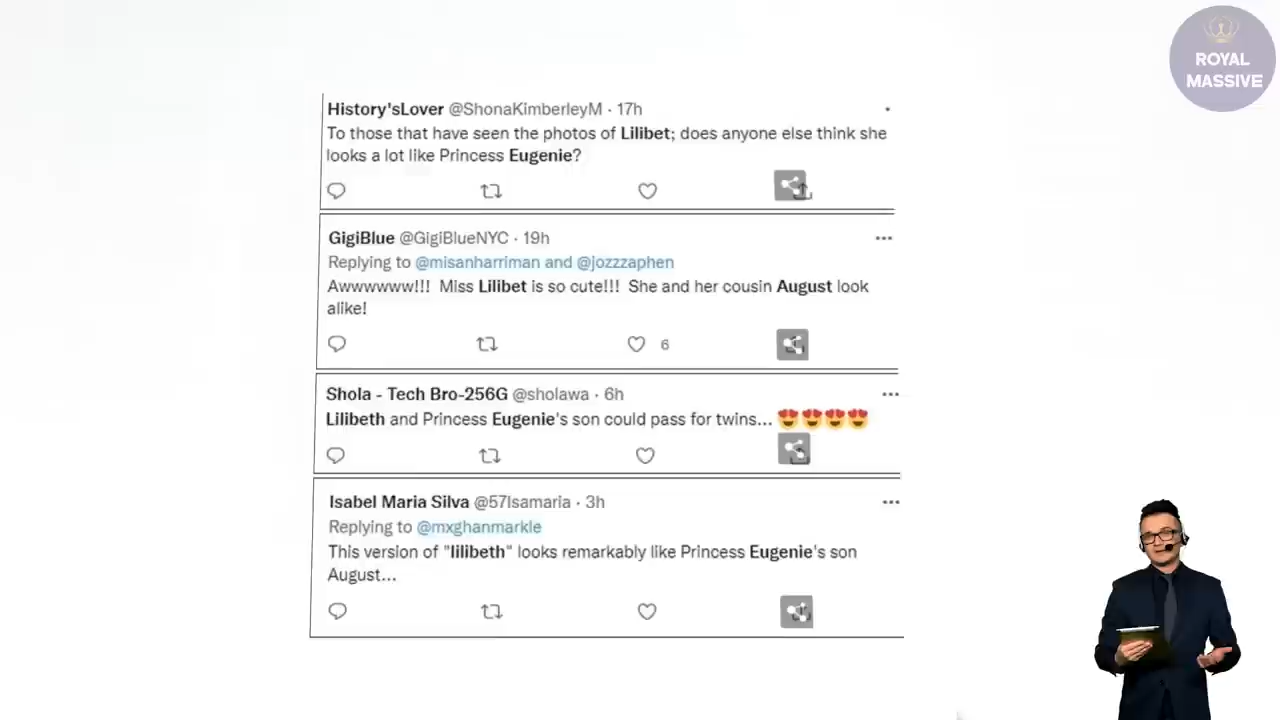 ROYAL
MASSIVE
History'sLover @ShonaKimberleyM · 17h
To those that have seen the photos of Lilibet; does anyone else think she
looks a lot like Princess Eugenie?
GigiBlue @GigiBlueNYC · 19h
Replying to @misanharriman and @jozzzaphen
Awwwwww!!! Miss Lilibet is so cute!!! She and her cousin August look
alike!
6
Shola - Tech Bro-256G @sholawa · 6h
Lilibeth and Princess Eugenie's son could pass for twins... 😍😍😍😍
Isabel Maria Silva @57Isamaria · 3h
Replying to @mxghanmarkle
This version of "lilibeth" looks remarkably like Princess Eugenie's son
August...